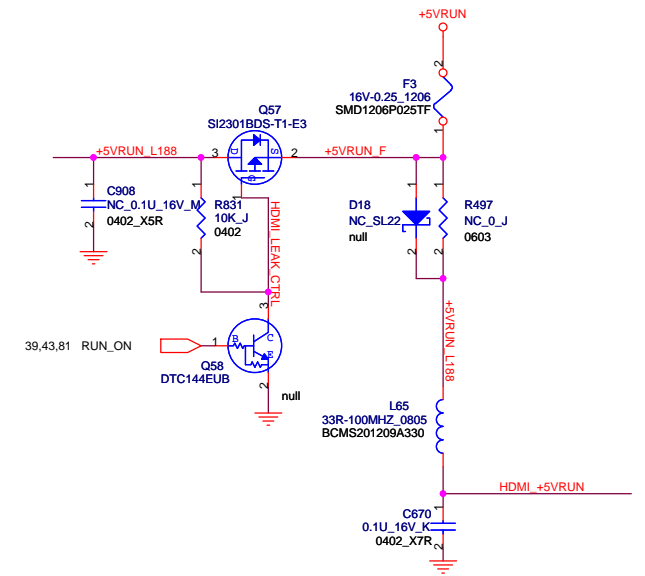 +5VRUN
2
F3
16V-0.25_1206
SMD1206P025TF
1
Q57
SI2301BDS-T1-E3
+5VRUN_L188
3
D
S
G
2
+5VRUN_F
1
1
C908
NC_0.1U_16V_M
0402_X5R
2
1
R831
10K_J
0402
2
HDMI_LEAK_CTRL
1
D18
NC_SL22
null
2
1
R497
NC_0_J
0603
2
3
39,43,81 RUN_ON
1
B
C
E
Q58
DTC144EUB
2
null
+5VRUN_L188
L65
33R-100MHZ_0805
BCMS201209A330
HDMI_+5VRUN
1
C670
0.1U_16V_K
0402_X7R
2